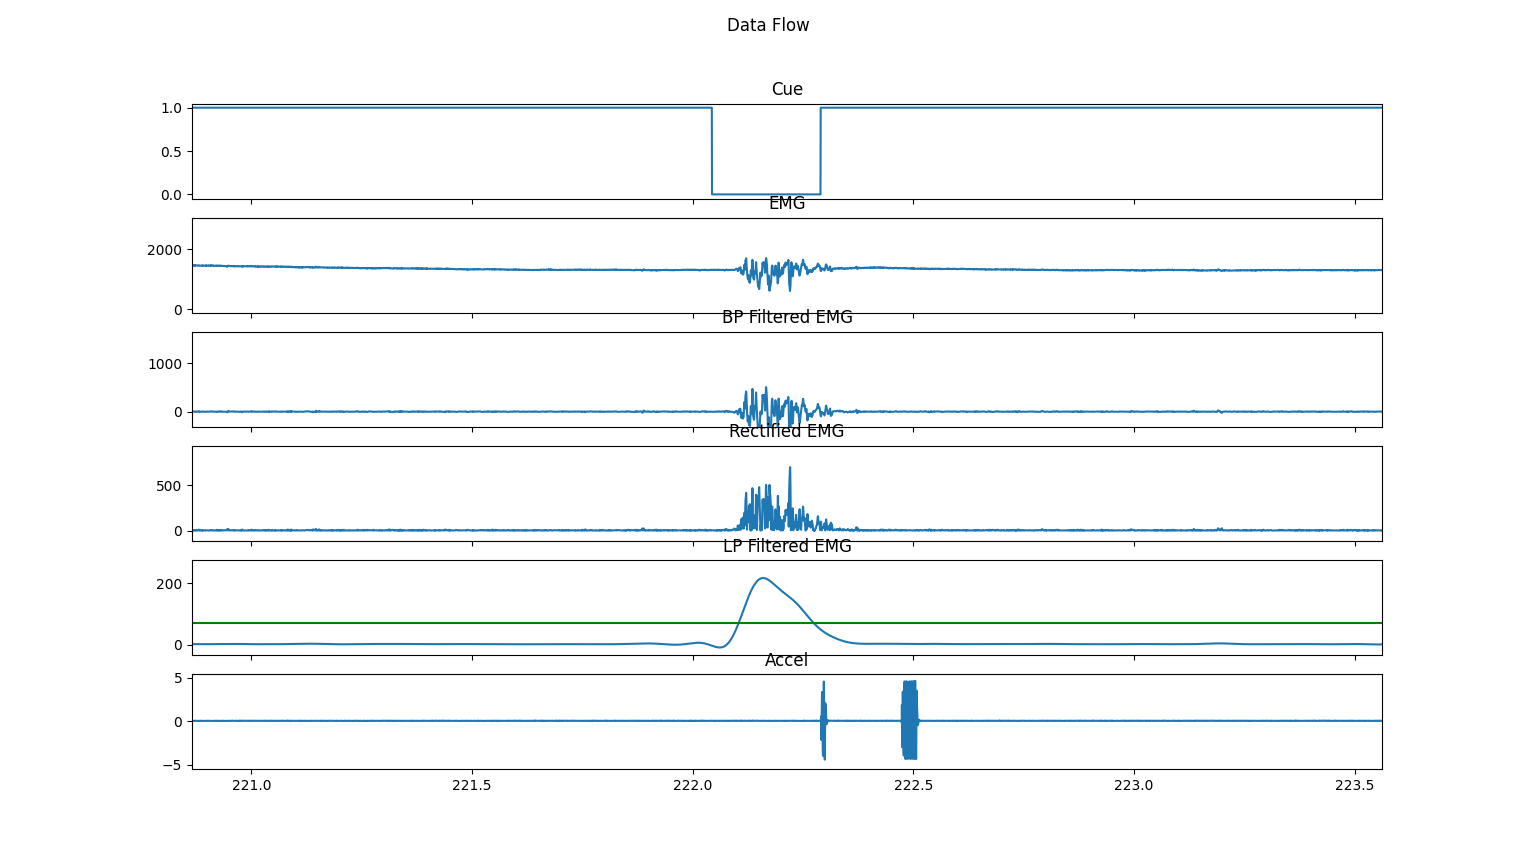 Data Flow
Cue
1.0
0.5
0.0
EMG
2000
0
BP Filtered EMG
1000
0
Rectified EMG
500
0
LP Filtered EMG
200
0
Accel
5
0
−5
221.0 221.5 222.0 222.5 223.0 223.5